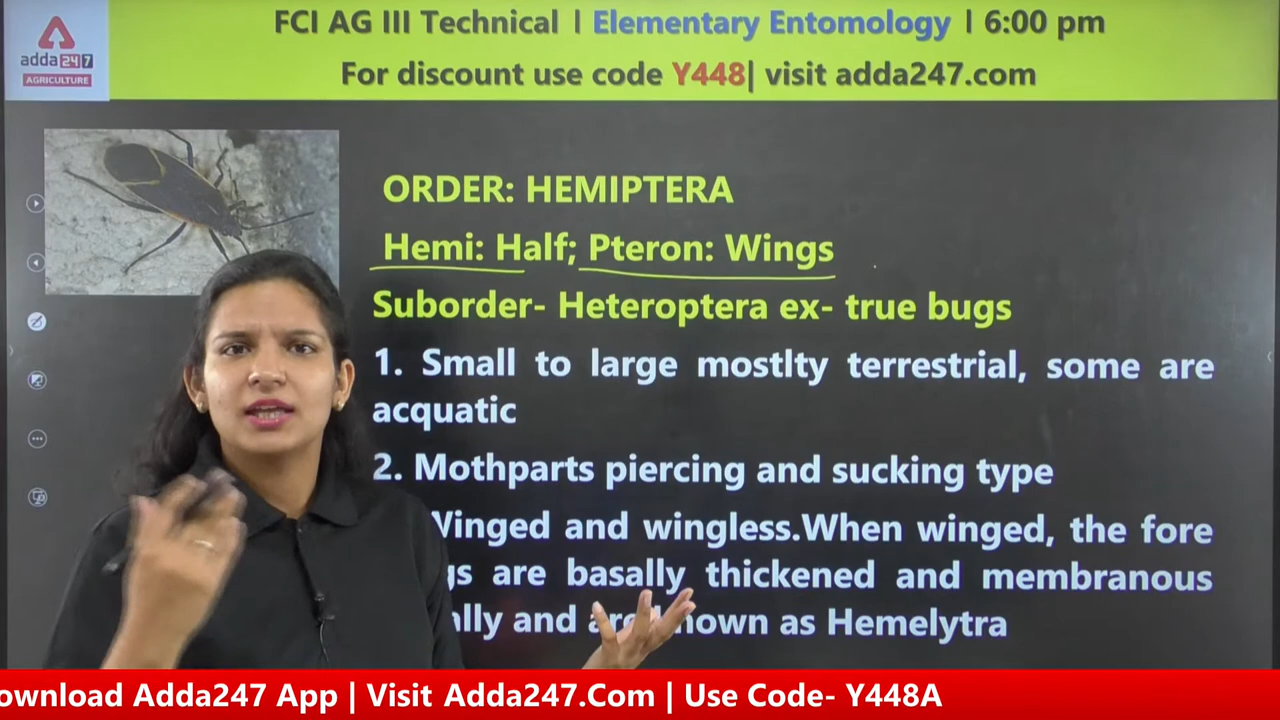 FCI AG III Technical I Elementary Entomology I 6:00 pm
For discount use code Y448| visit adda247.com
adda 247
AGRICULTURE
ORDER: HEMIPTERA
Hemi: Half; Pteron: Wings
Suborder- Heteroptera ex- true bugs
1. Small to large mostlty terrestrial, some are
acquatic
2. Mothparts piercing and sucking type
Winged and wingless.When winged, the fore
are basally thickened and membranous
and are known as Hemelytra
ownload Adda247 App | Visit Adda247.Com | Use Code- Y448A